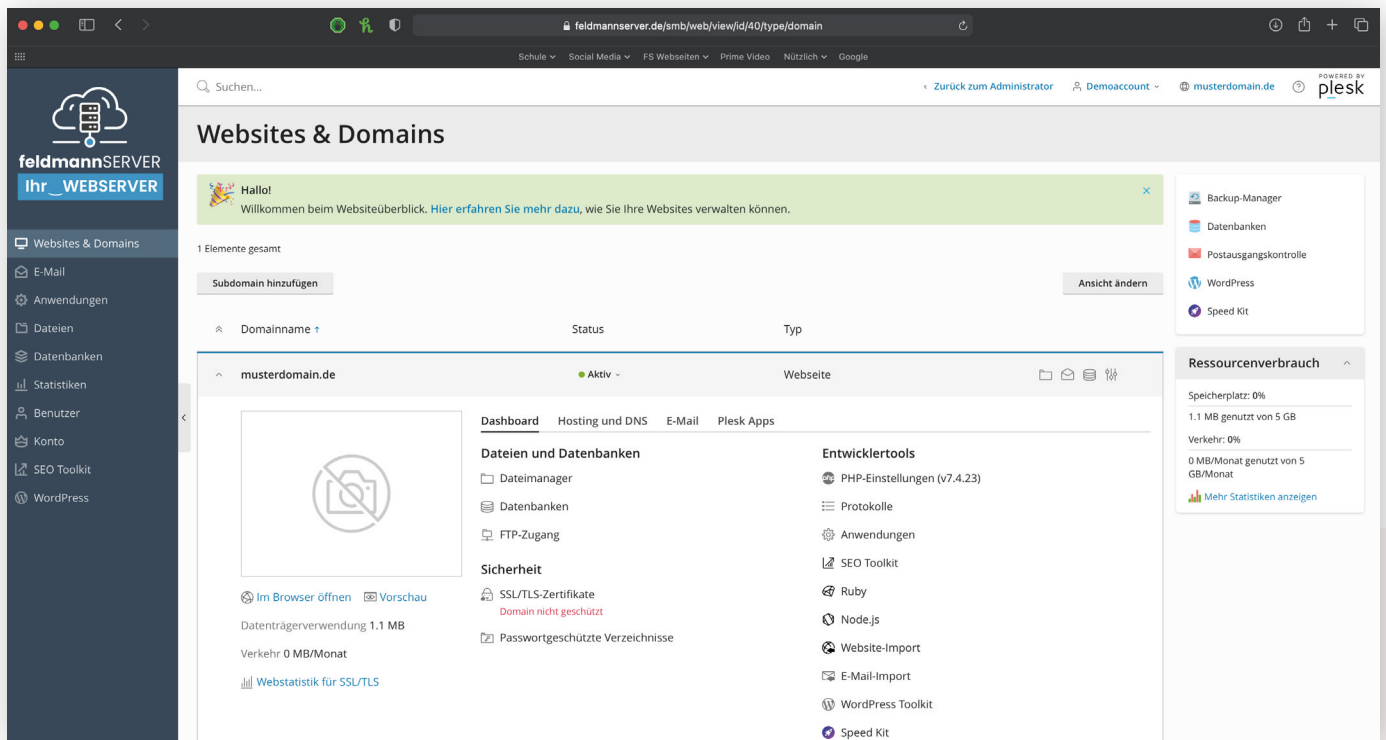 feldmannserver.de/smb/web/view/id/40/type/domain
Schule Social Media FS Webseiten Prime Video Nützlich Google
feldmannSERVER
Ihr_WEBSERVER
Websites & Domains
E-Mail
Anwendungen
Dateien
Datenbanken
Statistiken
Benutzer
Konto
SEO Toolkit
WordPress
Suchen...
Zurück zum Administrator Demoaccount musterdomain.de ? POWERED BY plesk
Websites & Domains
Hallo!
Willkommen beim Websiteüberblick. Hier erfahren Sie mehr dazu, wie Sie Ihre Websites verwalten können.
1 Elemente gesamt
Subdomain hinzufügen Ansicht ändern
Domainname ↑ Status Typ
musterdomain.de Aktiv Webseite
Im Browser öffnen Vorschau
Datenträgerverwendung 1.1 MB
Verkehr 0 MB/Monat
Webstatistik für SSL/TLS
Dashboard Hosting und DNS E-Mail Plesk Apps
Dateien und Datenbanken
Dateimanager
Datenbanken
FTP-Zugang
Sicherheit
SSL/TLS-Zertifikate
Domain nicht geschützt
Passwortgeschützte Verzeichnisse
Entwicklertools
PHP-Einstellungen (v7.4.23)
Protokolle
Anwendungen
SEO Toolkit
Ruby
Node.js
Website-Import
E-Mail-Import
WordPress Toolkit
Speed Kit
Backup-Manager
Datenbanken
Postausgangskontrolle
WordPress
Speed Kit
Ressourcenverbrauch
Speicherplatz: 0%
1.1 MB genutzt von 5 GB
Verkehr: 0%
0 MB/Monat genutzt von 5
GB/Monat
Mehr Statistiken anzeigen